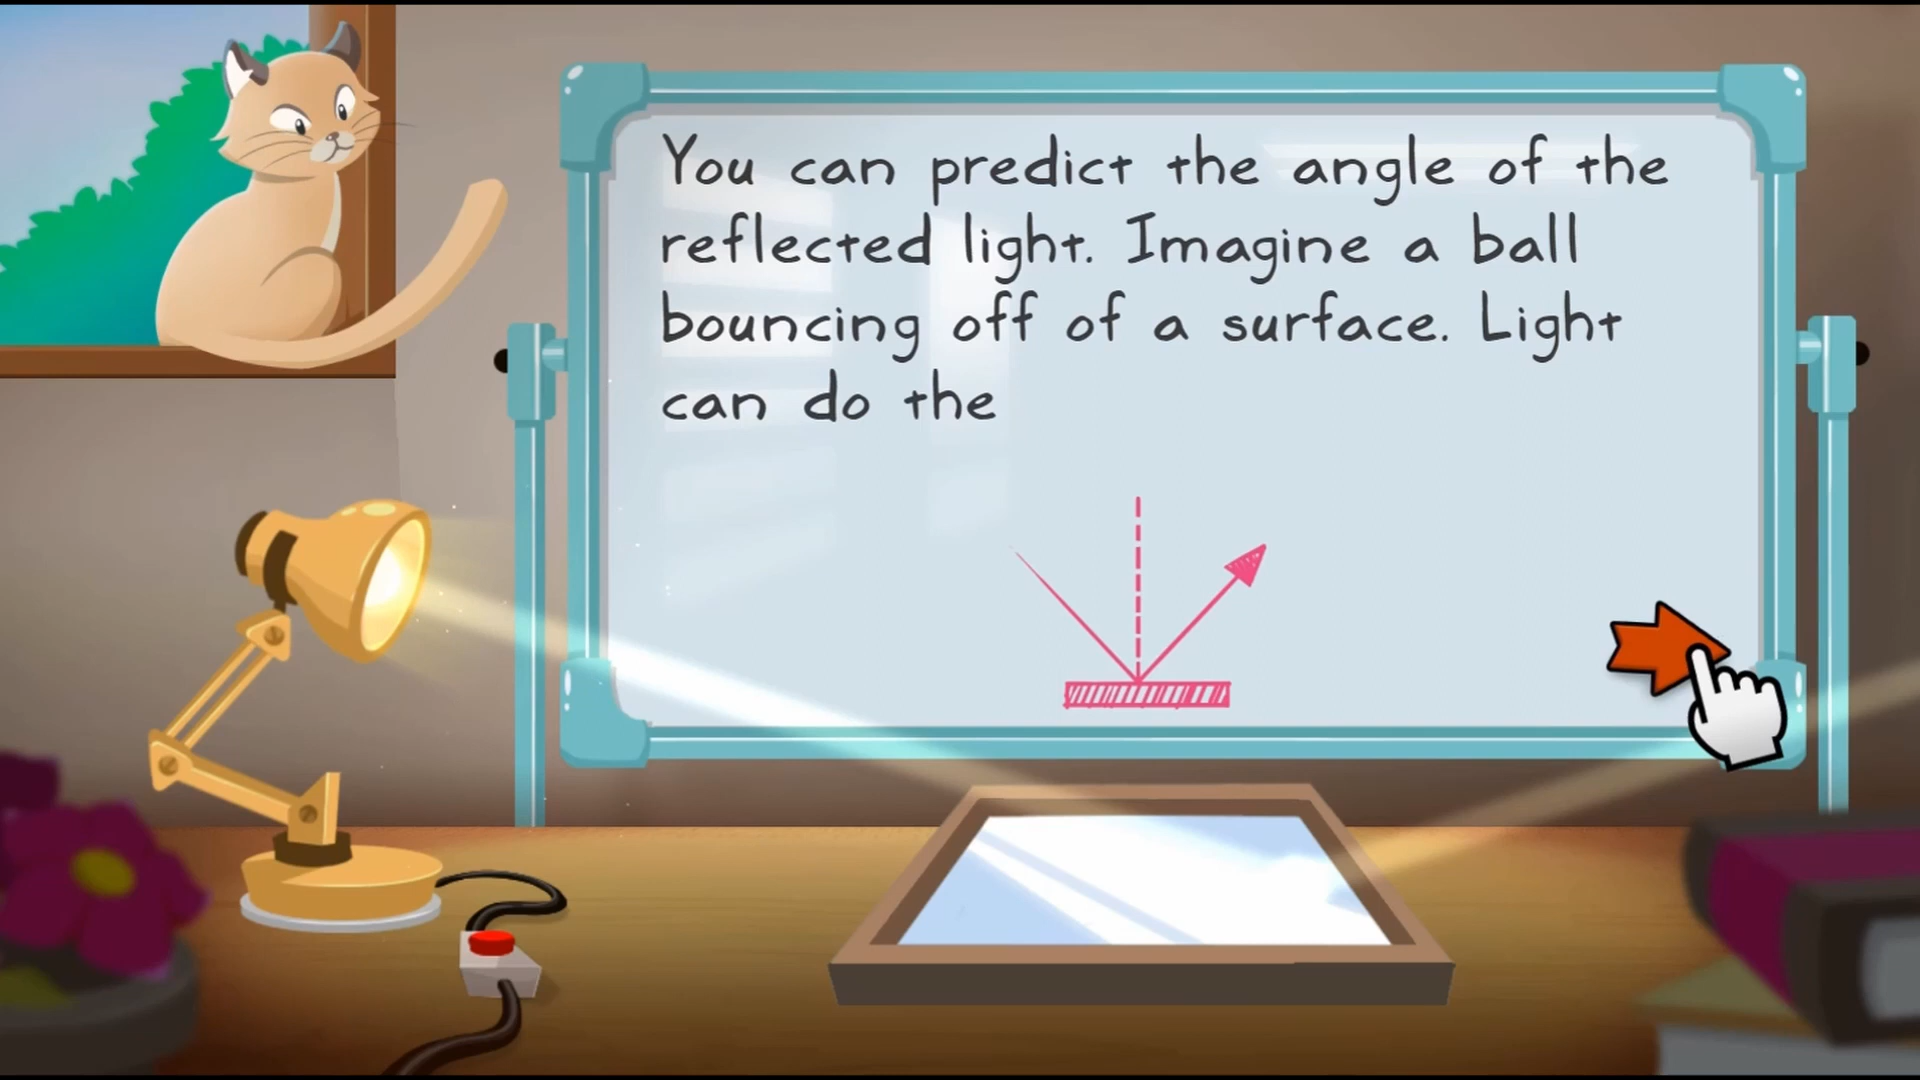 You can predict the angle of the
reflected light. Imagine a ball
bouncing off of a surface. Light
can do the